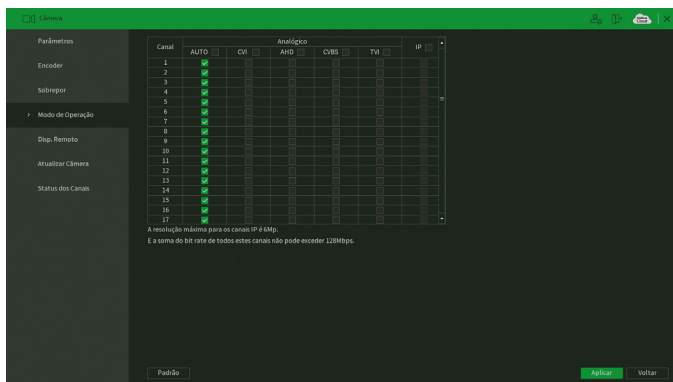 Câmera
Parâmetros
Encoder
Sobrepor
Modo de Operação
Disp. Remoto
Atualizar Câmera
Status dos Canais
Canal Analógico IP
AUTO CVI AHD CVBS TVI
1
2
3
4
5
6
7
8
9
10
11
12
13
14
15
16
17
A resolução máxima para os canais IP é 6Mp.
E a soma do bit rate de todos estes canais não pode exceder 128Mbps.
Padrão Aplicar Voltar